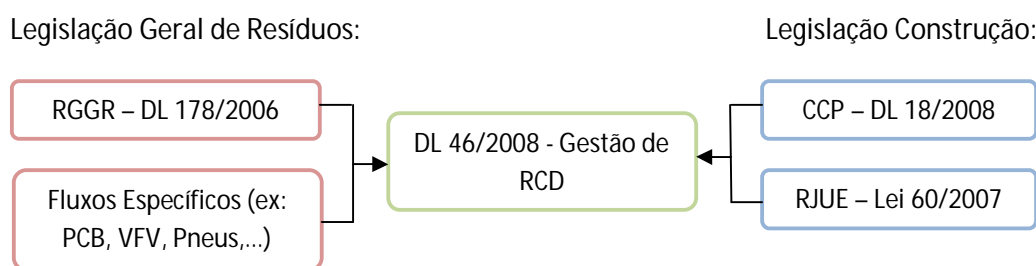 Legislação Geral de Resíduos:
Legislação Construção:
RGGR – DL 178/2006
Fluxos Específicos (ex:
PCB, VFV, Pneus,...)
DL 46/2008 - Gestão de
RCD
CCP – DL 18/2008
RJUE – Lei 60/2007